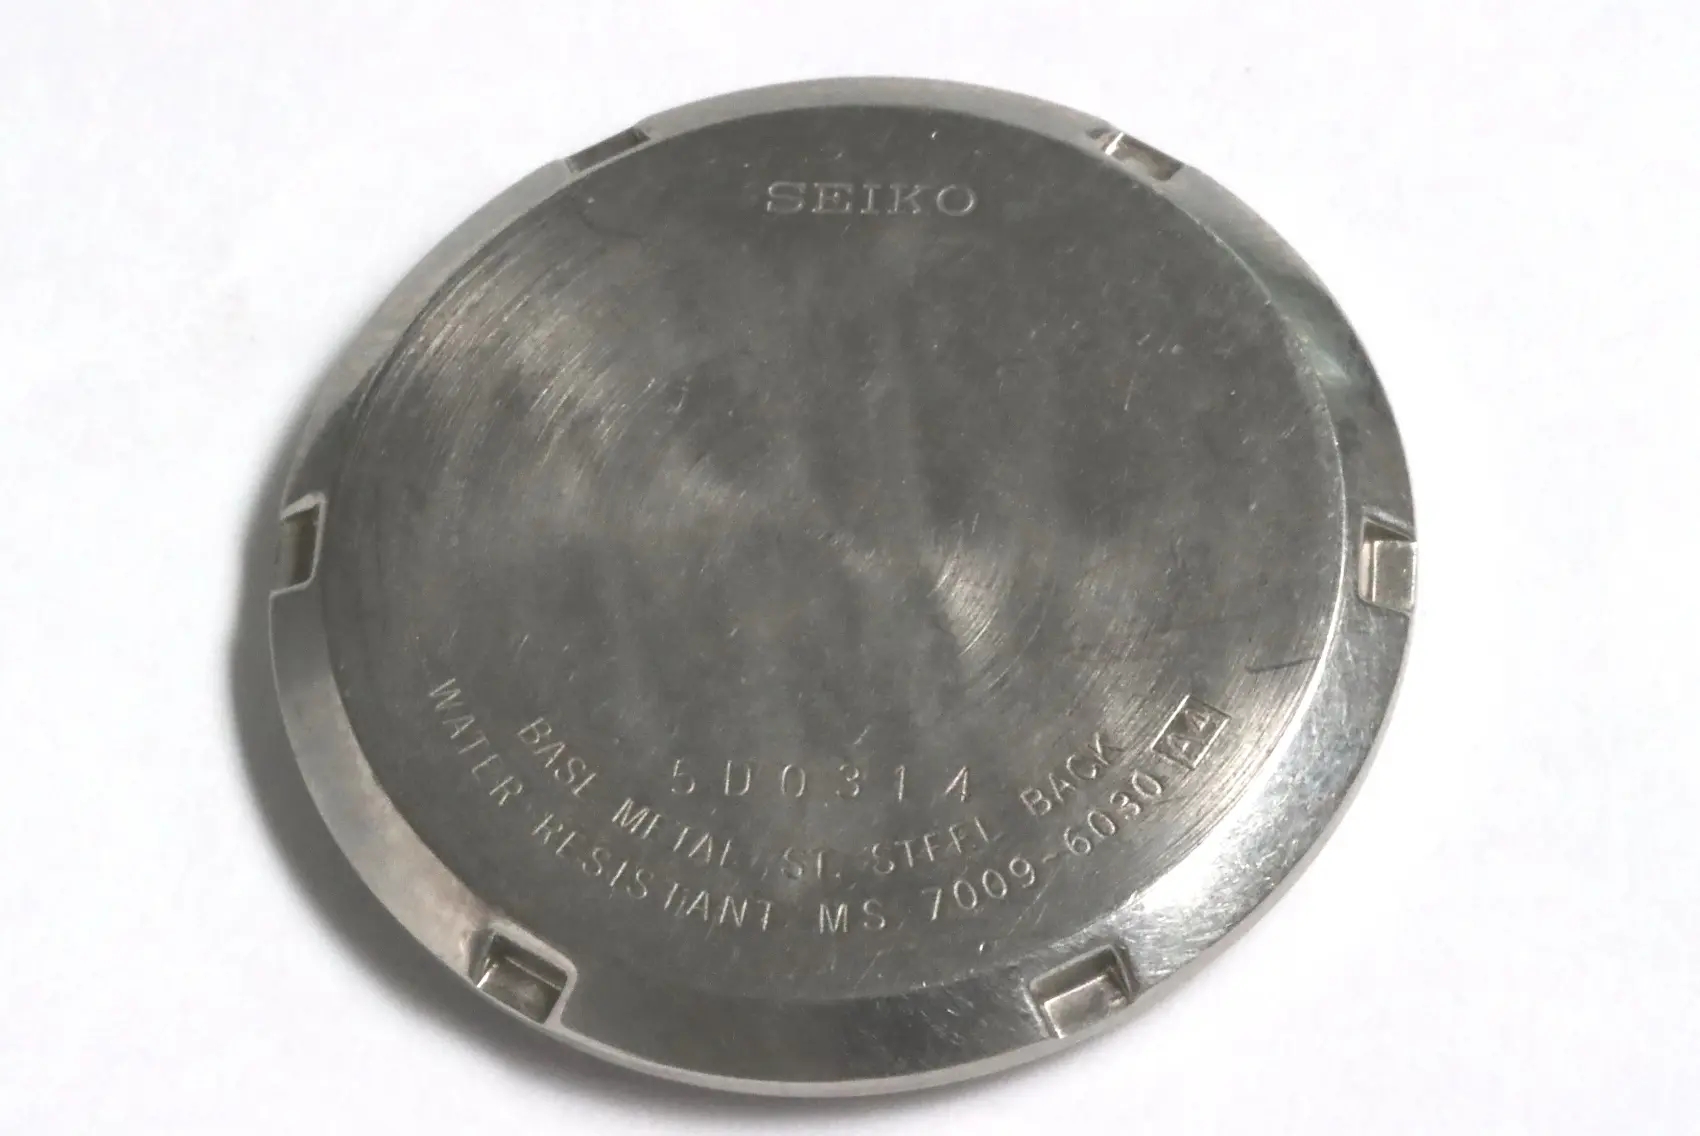 SEIKO
5D0314
BASE METAL ST. STEEL BACK
WATER RESISTANT MS 7009-6030 A4